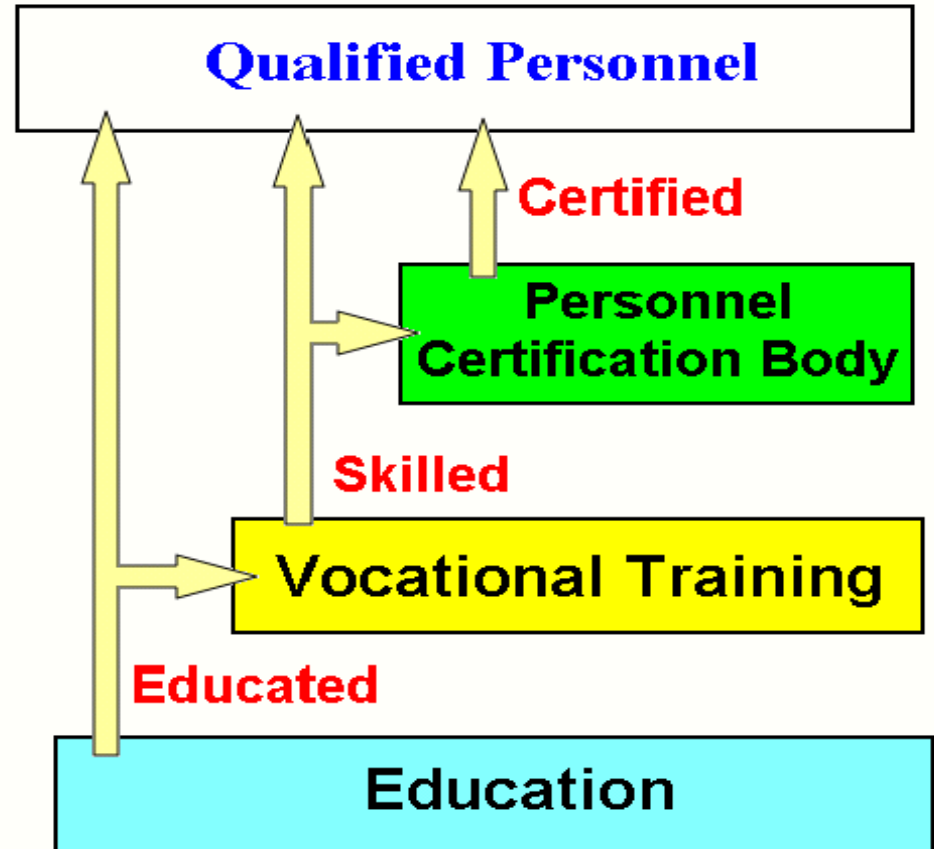 Qualified Personnel
Certified
Personnel
Certification Body
Skilled
Vocational Training
Educated
Education